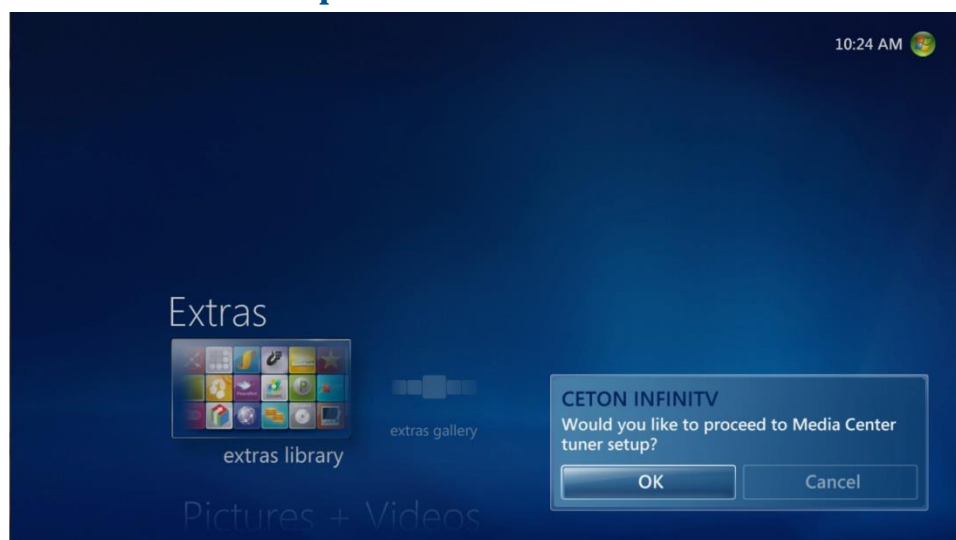 10:24 AM
Extras
extras library
extras gallery
CETON INFINITV
Would you like to proceed to Media Center
tuner setup?
OK
Cancel
Pictures + Videos